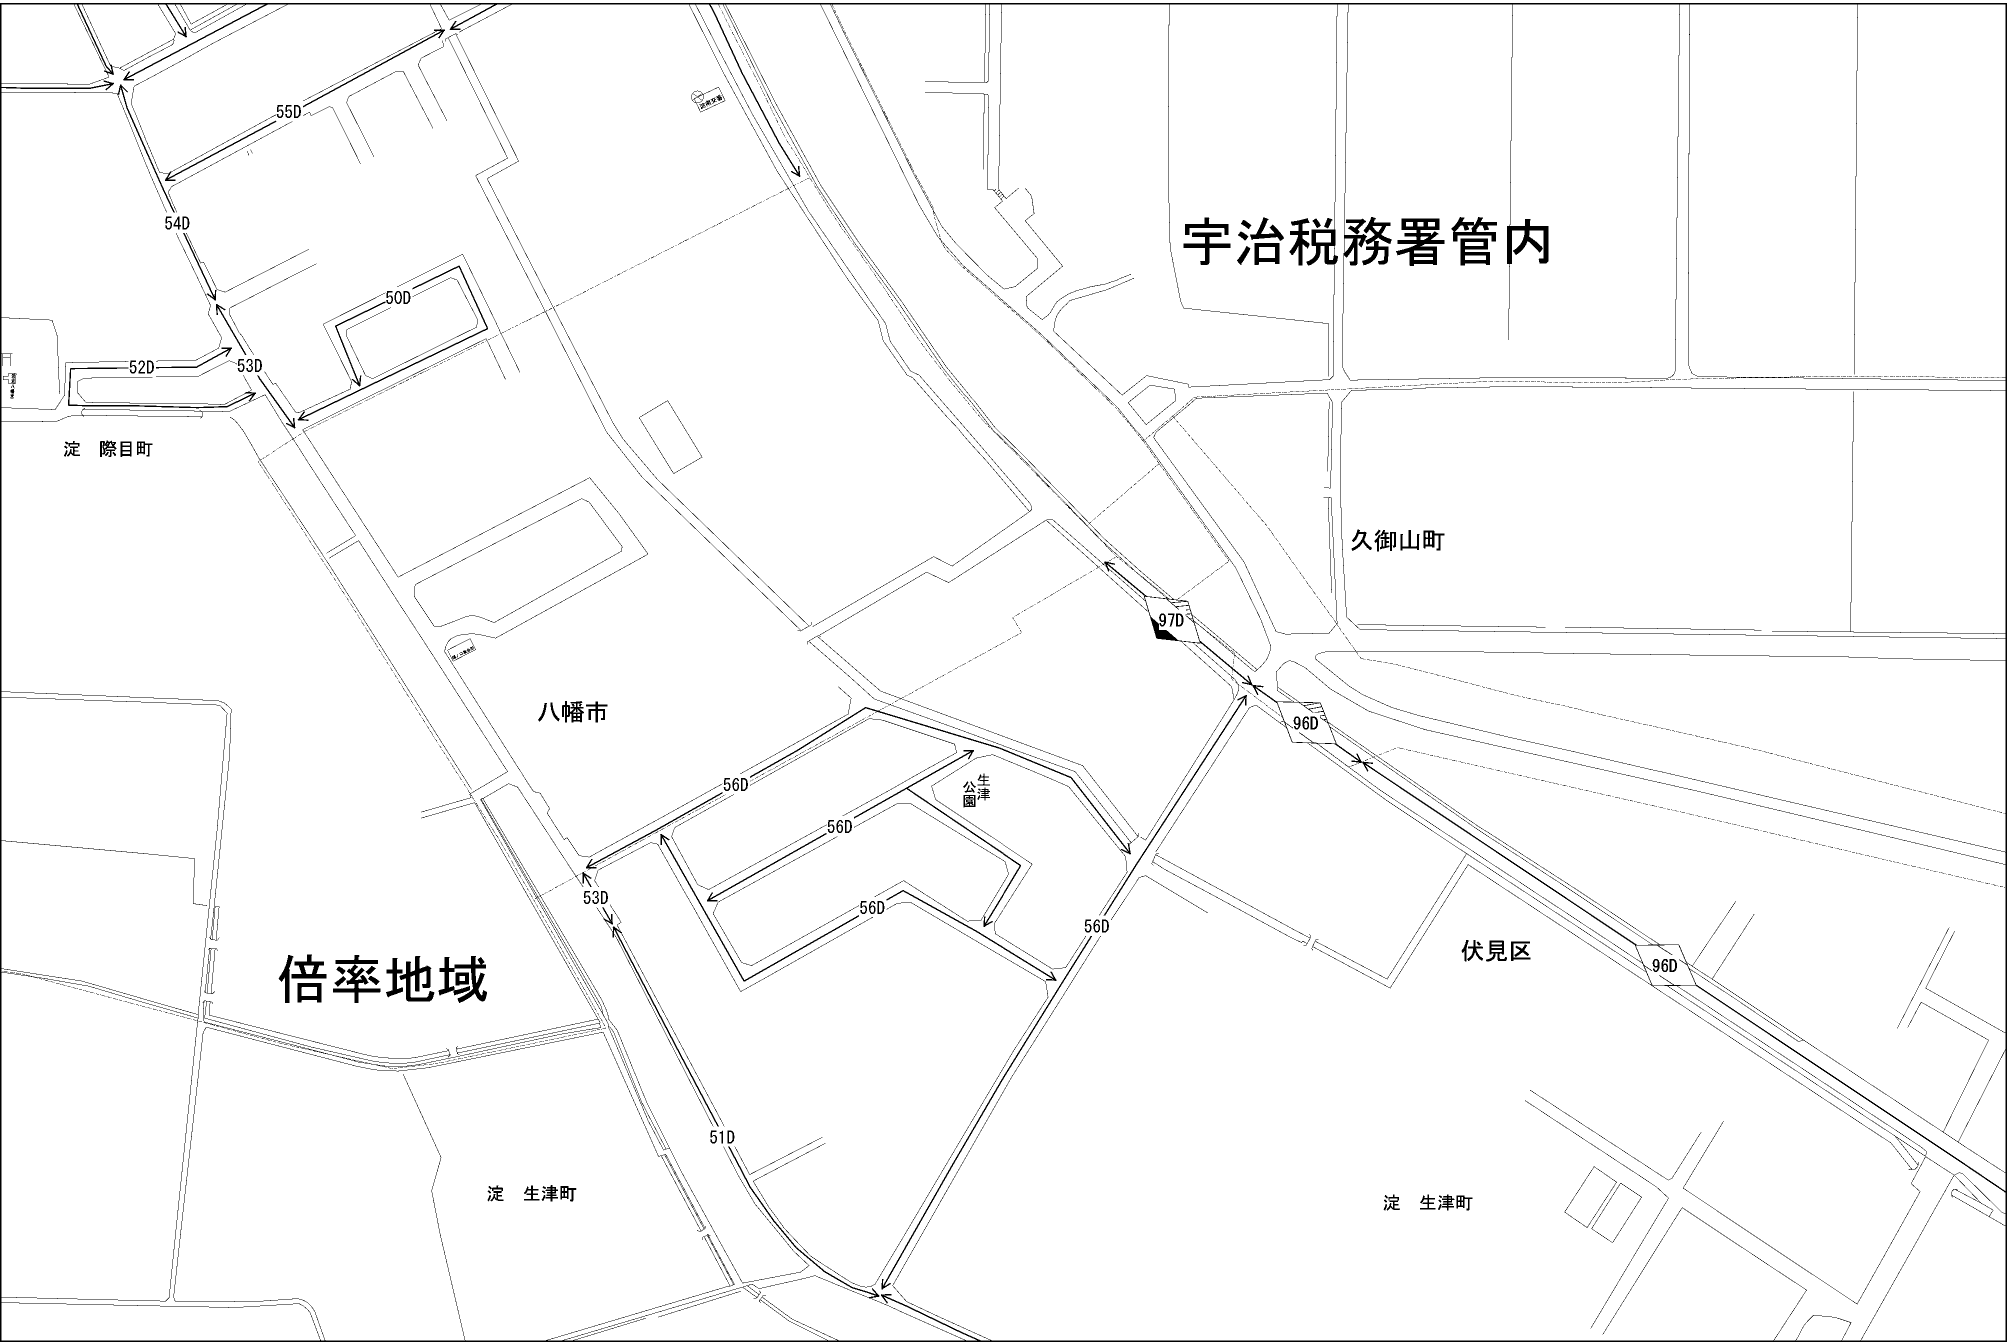 55D
54D
宇治税務署管内
50D
52D
53D
淀　際目町
久御山町
97D
八幡市
96D
56D
生津
公園
56D
53D
56D
56D
伏見区
96D
倍率地域
51D
淀　生津町
淀　生津町